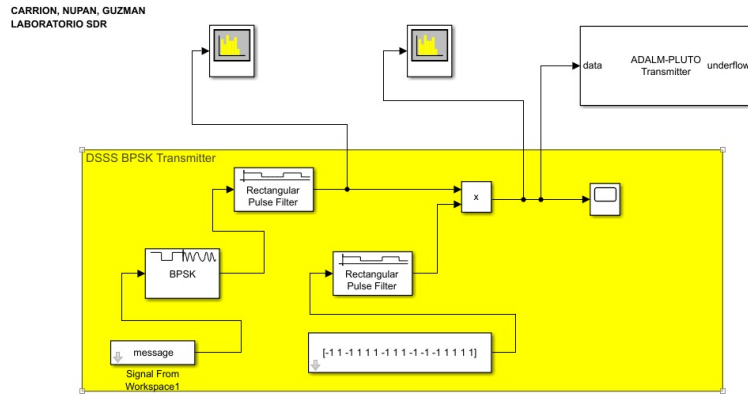 CARRION, NUPAN, GUZMAN
LABORATORIO SDR
data
ADALM-PLUTO
Transmitter
underflow
DSSS BPSK Transmitter
Rectangular
Pulse Filter
x
BPSK
Rectangular
Pulse Filter
message
[-1 1 -1 1 1 1 -1 1 1 -1 -1 -1 1 1 1 1]
Signal From
Workspace1